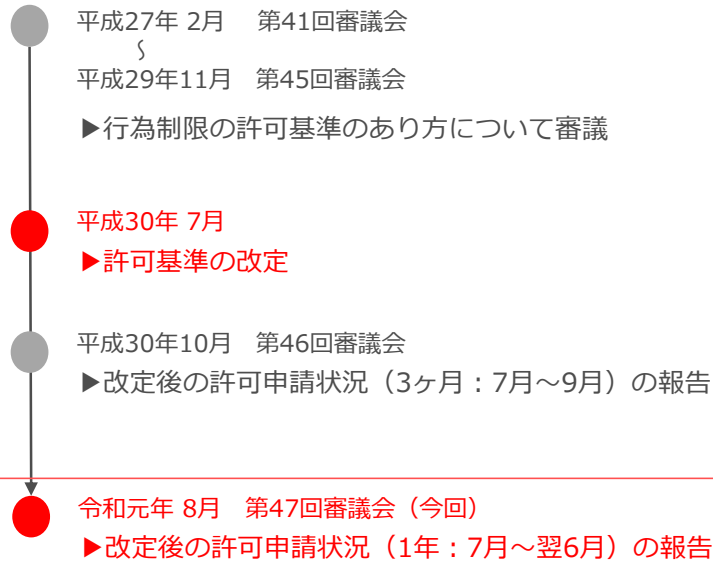 平成27年 2月　第41回審議会
～
平成29年11月　第45回審議会
▶行為制限の許可基準のあり方について審議
平成30年 7月
▶許可基準の改定
平成30年10月　第46回審議会
▶改定後の許可申請状況（3ヶ月：7月～9月）の報告
令和元年 8月　第47回審議会（今回）
▶改定後の許可申請状況（1年：7月～翌6月）の報告